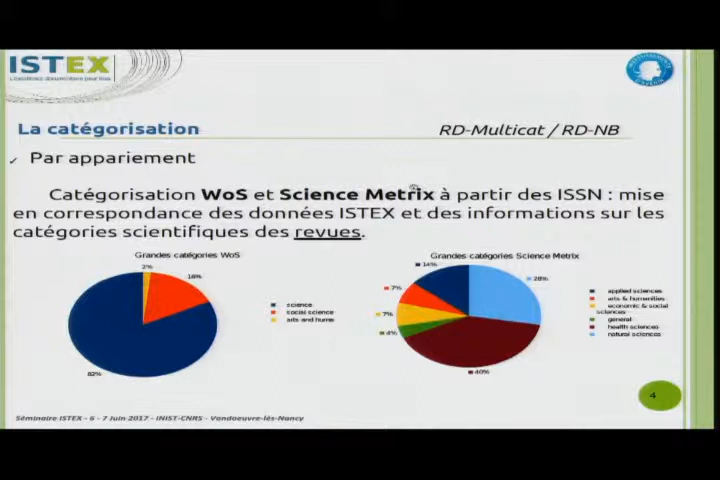 ISTEX
L'excellence documentaire pour tous
La catégorisation
RD-Multicat / RD-NB
✓ Par appariement
Catégorisation WoS et Science Metrix à partir des ISSN : mise
en correspondance des données ISTEX et des informations sur les
catégories scientifiques des revues.
Grandes catégories WoS
2%
16%
82%
science
social science
arts and huma
Grandes catégories Science Metrix
14%
28%
7%
7%
4%
40%
applied sciences
arts & humanities
economic & social
sciences
general
health sciences
natural sciences
4
Séminaire ISTEX - 6 - 7 Juin 2017 - INIST-CNRS - Vandoeuvre-lès-Nancy